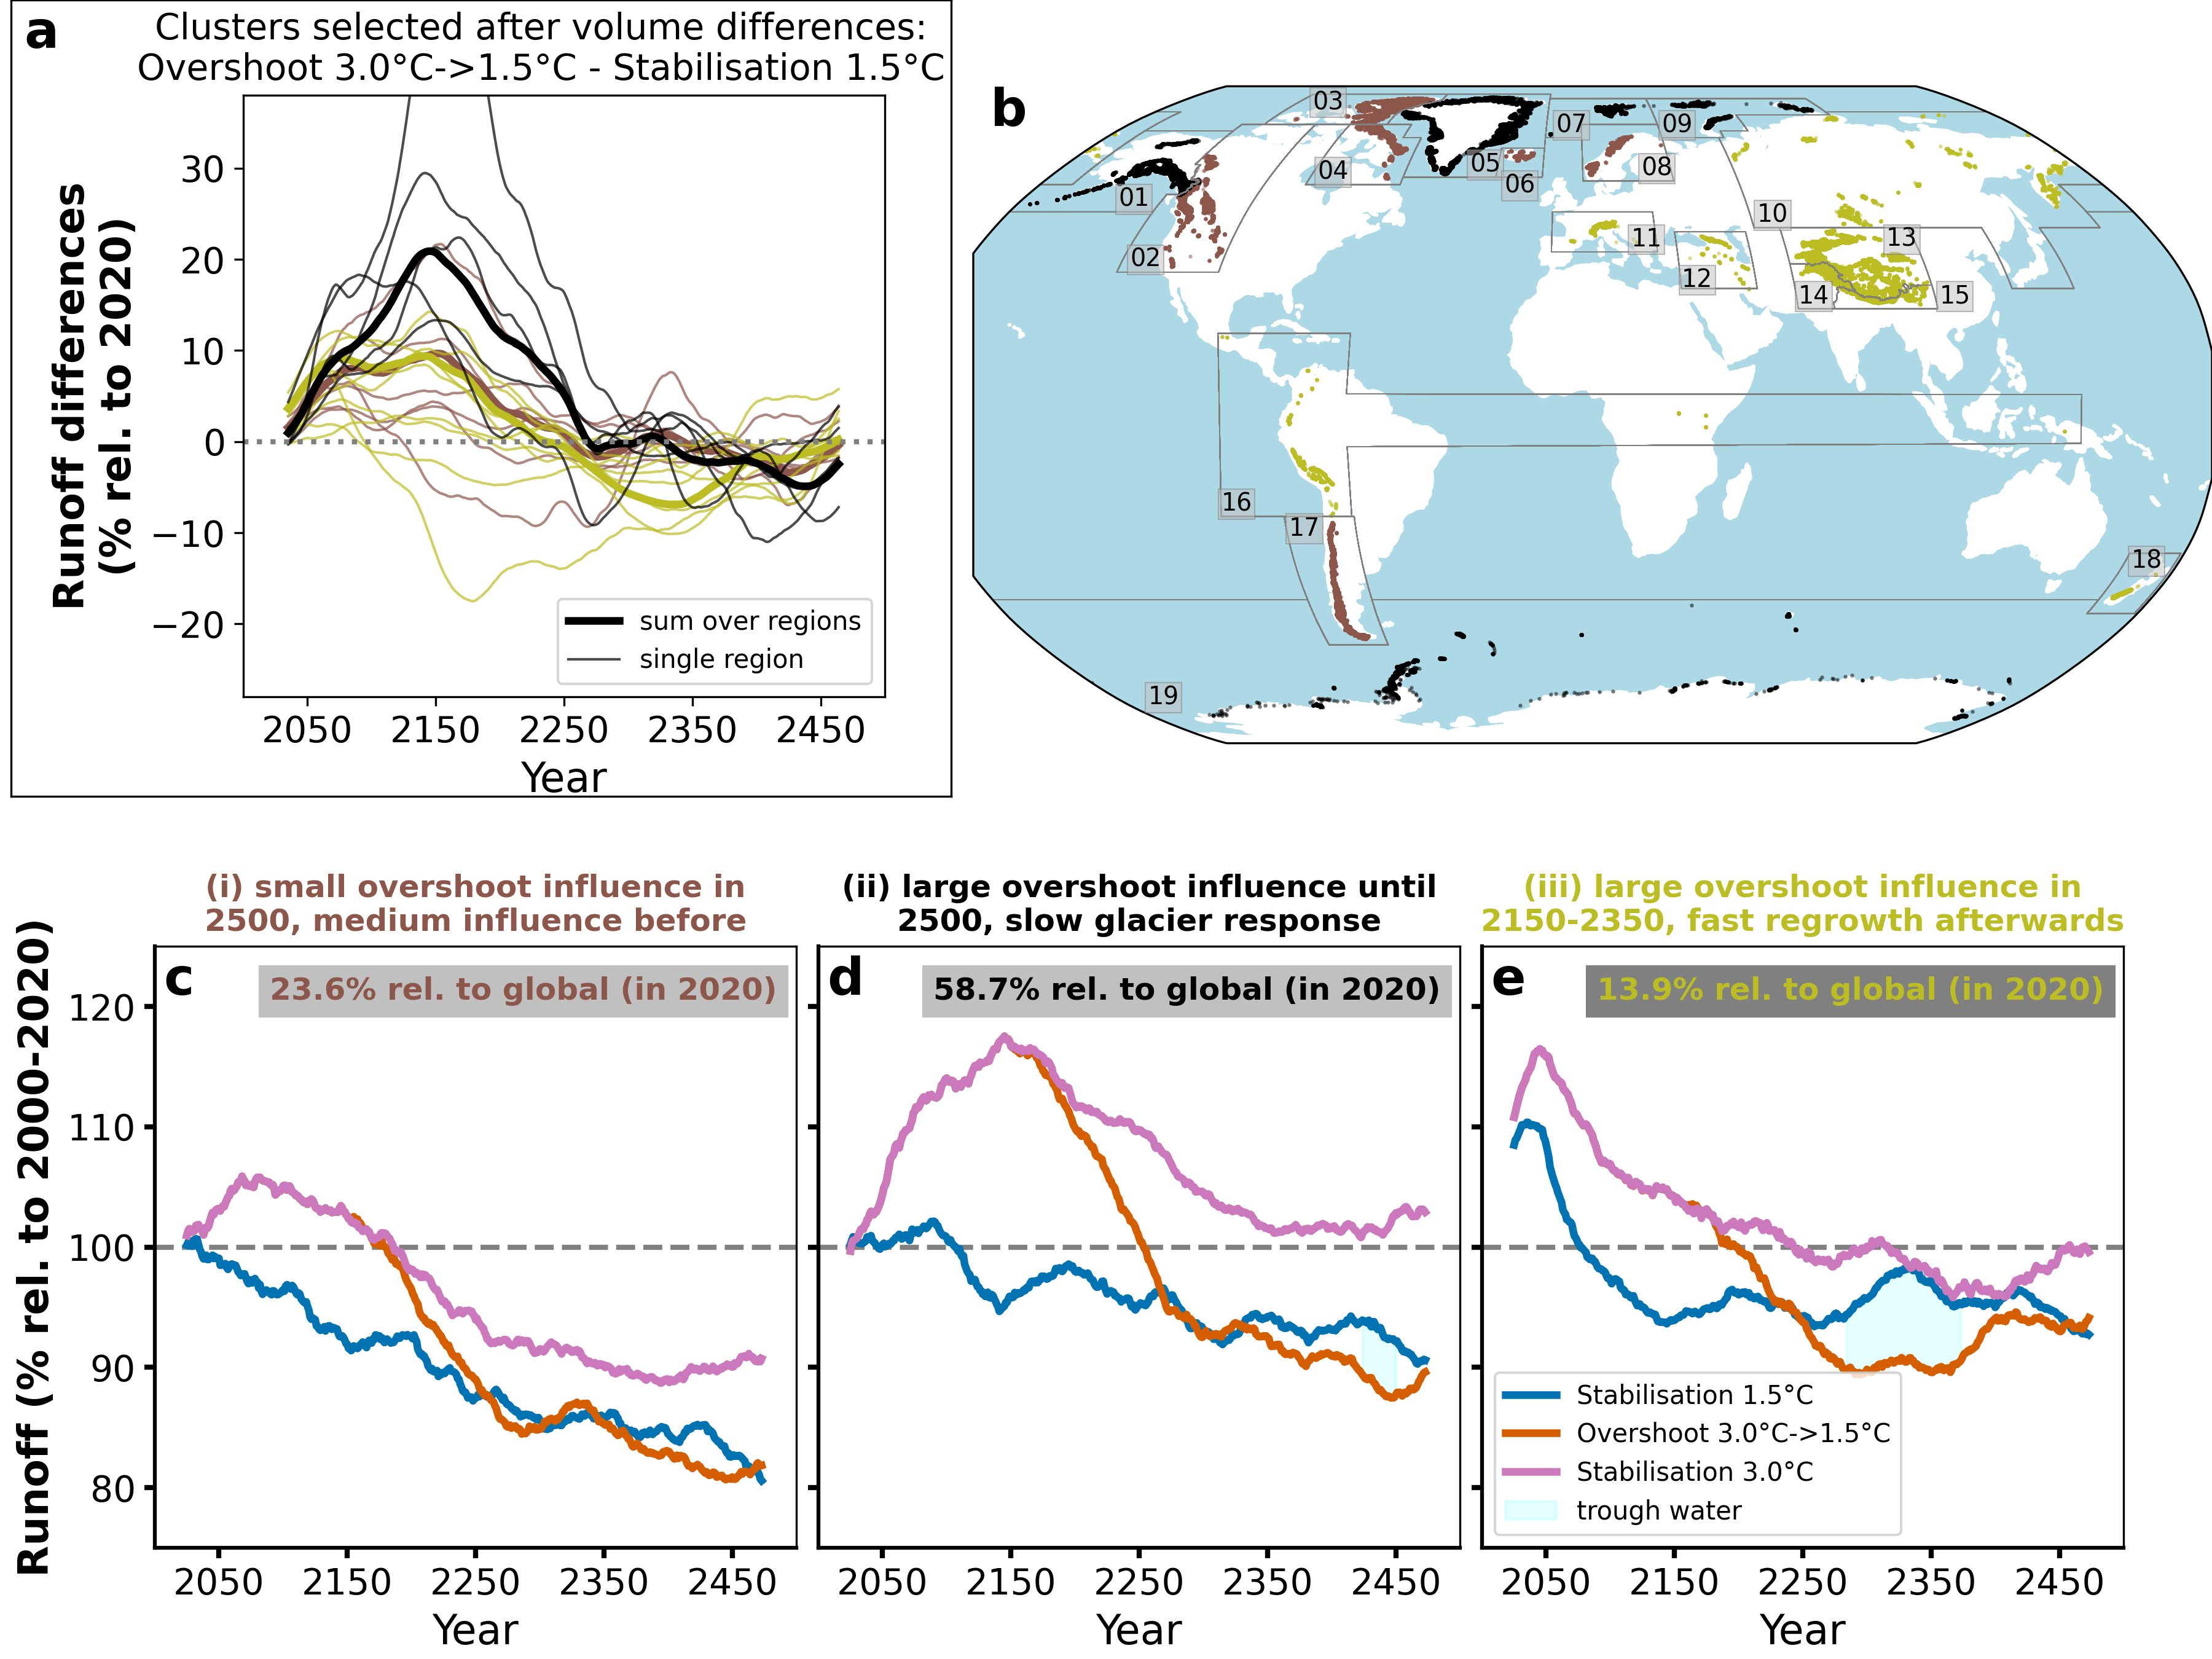 a
Clusters selected after volume differences:
Overshoot 3.0°C->1.5°C - Stabilisation 1.5°C
Runoff differences
(% rel. to 2020)
30
20
10
0
−10
−20
sum over regions
single region
2050 2150 2250 2350 2450
Year
b
03
07
09
04
05
08
06
01
10
11
13
02
12
14
15
16
17
18
19
(i) small overshoot influence in
2500, medium influence before
(ii) large overshoot influence until
2500, slow glacier response
(iii) large overshoot influence in
2150-2350, fast regrowth afterwards
Runoff (% rel. to 2000-2020)
120
110
100
90
80
c
23.6% rel. to global (in 2020)
2050 2150 2250 2350 2450
Year
d
58.7% rel. to global (in 2020)
2050 2150 2250 2350 2450
Year
e
13.9% rel. to global (in 2020)
Stabilisation 1.5°C
Overshoot 3.0°C->1.5°C
Stabilisation 3.0°C
trough water
2050 2150 2250 2350 2450
Year